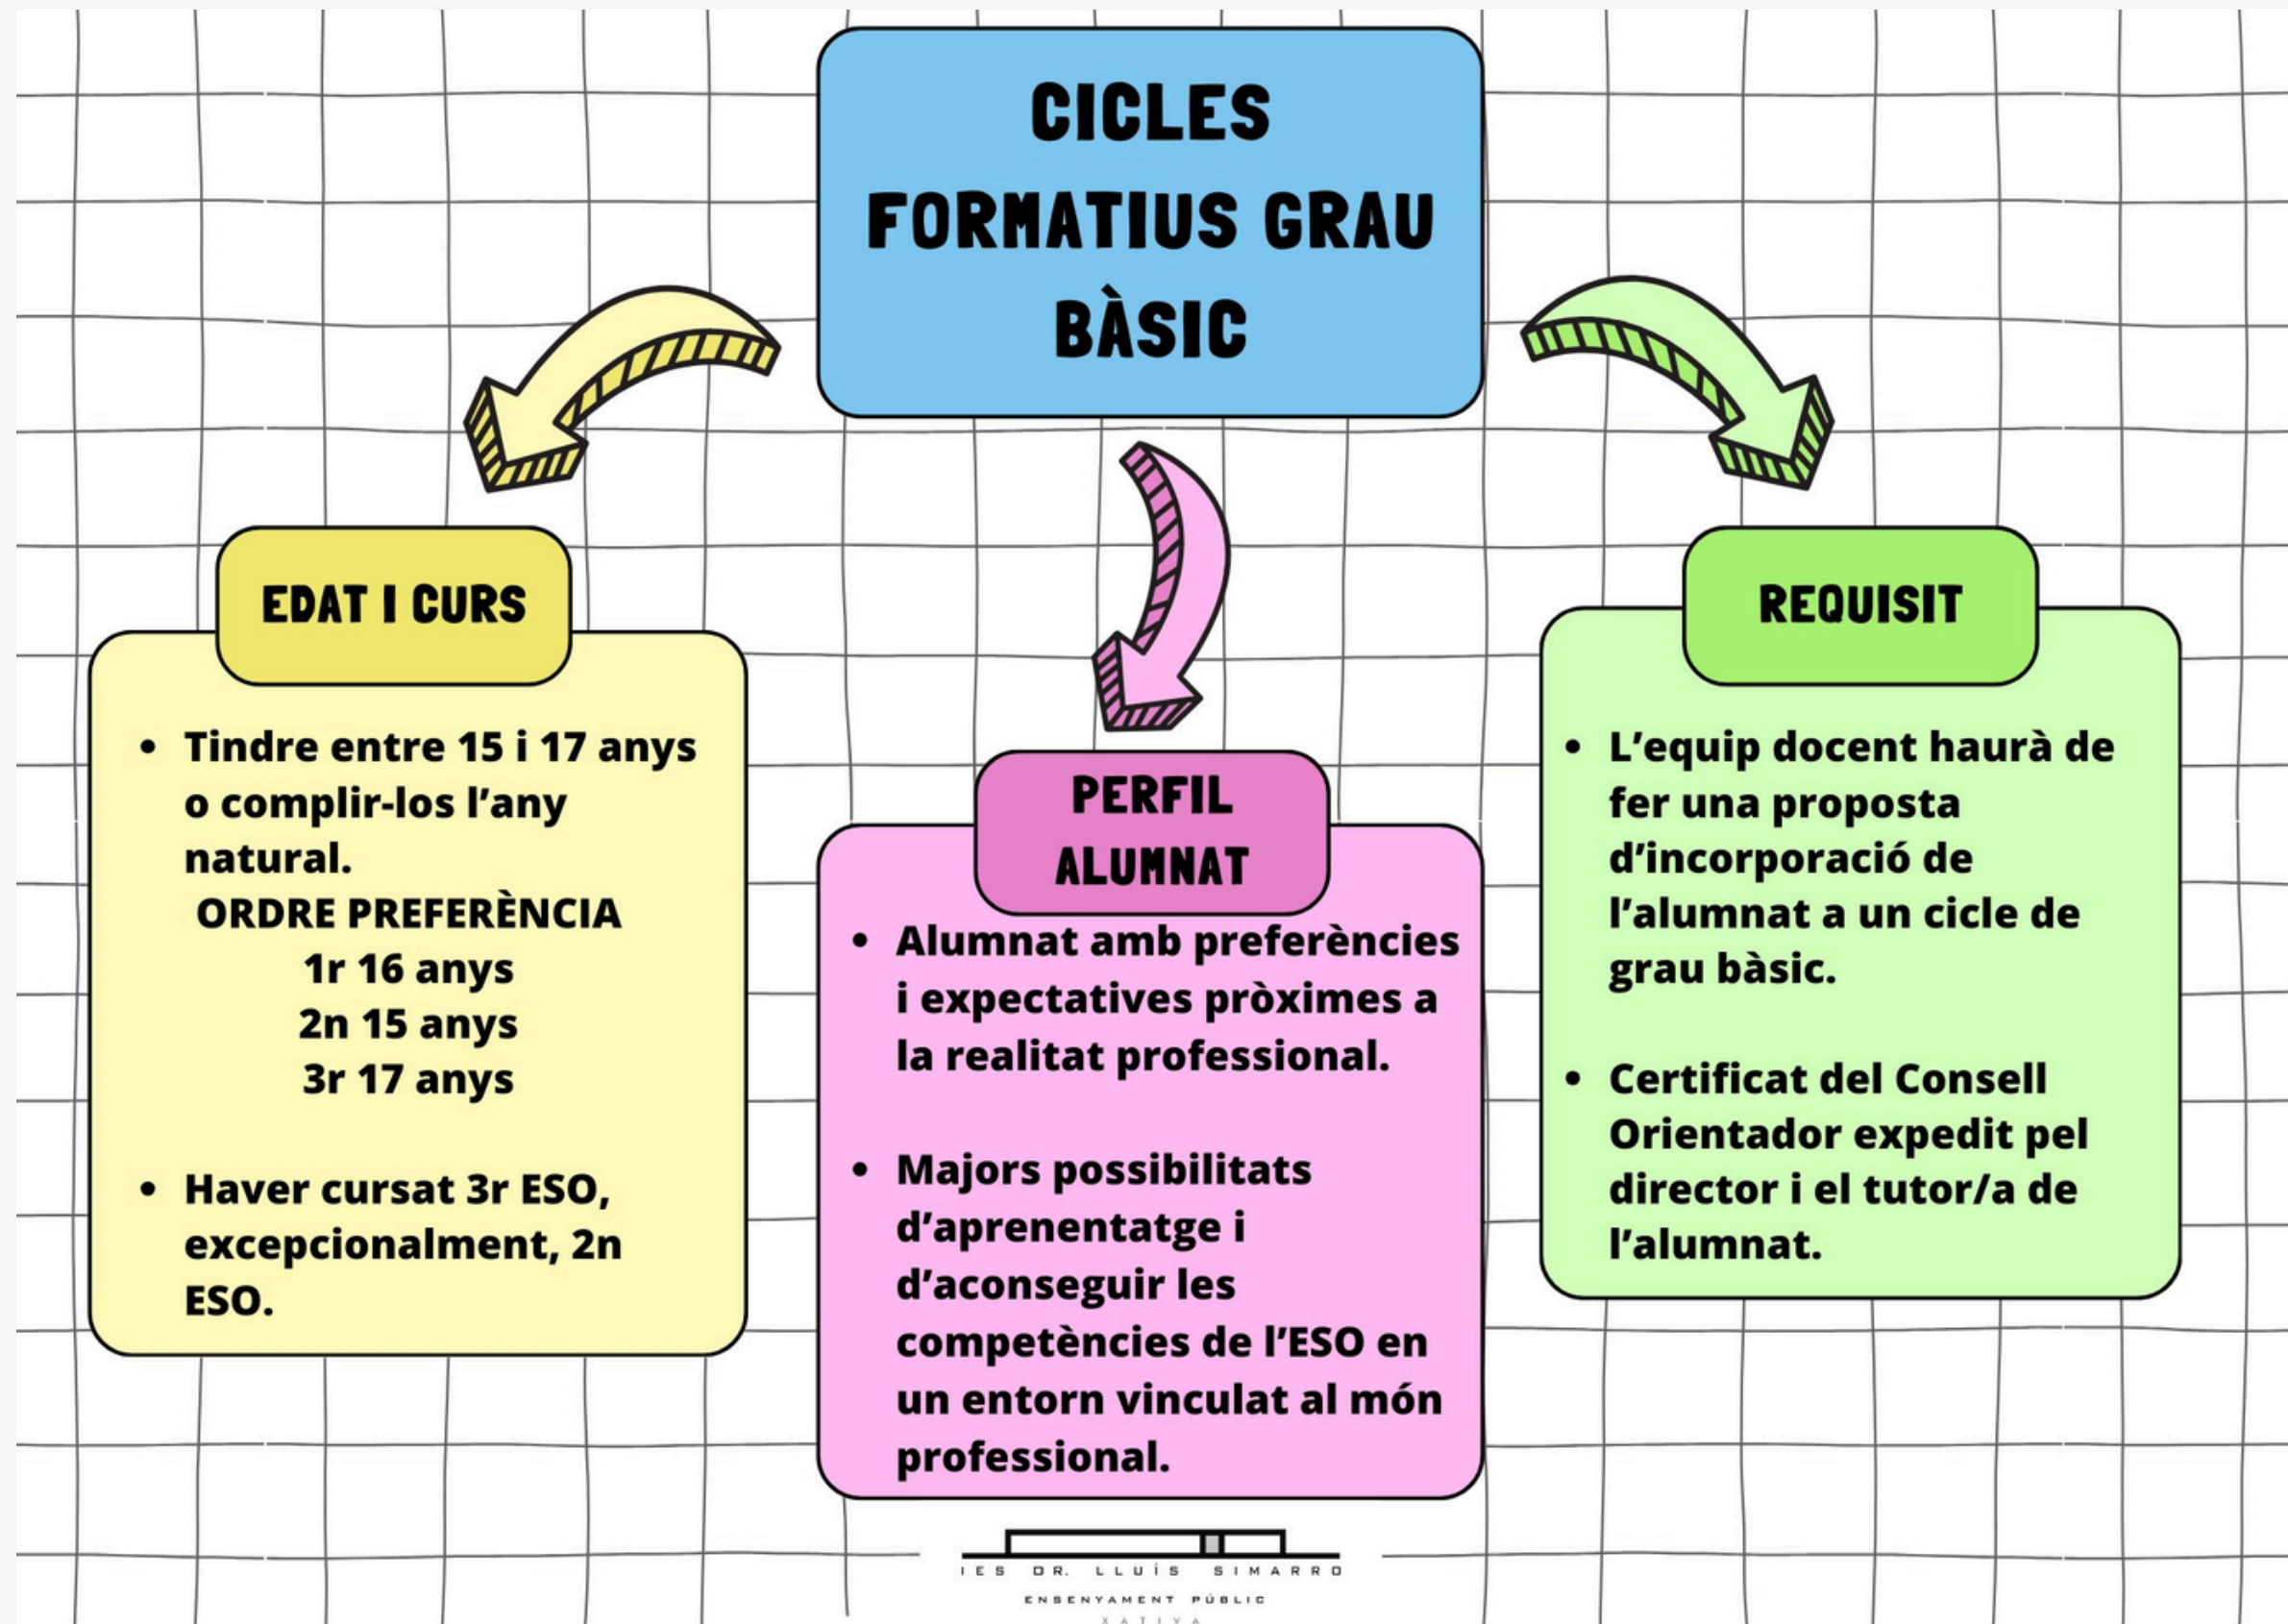 CICLES
FORMATIUS GRAU
BÀSIC
EDAT I CURS
• Tindre entre 15 i 17 anys
o complir-los l’any
natural.
ORDRE PREFERÈNCIA
1r 16 anys
2n 15 anys
3r 17 anys
• Haver cursat 3r ESO,
excepcionalment, 2n
ESO.
PERFIL
ALUMNAT
• Alumnat amb preferències
i expectatives pròximes a
la realitat professional.
• Majors possibilitats
d’aprenentatge i
d’aconseguir les
competències de l’ESO en
un entorn vinculat al món
professional.
REQUISIT
• L’equip docent haurà de
fer una proposta
d’incorporació de
l’alumnat a un cicle de
grau bàsic.
• Certificat del Consell
Orientador expedit pel
director i el tutor/a de
l’alumnat.
IES DR. LLUÍS SIMARRO
ENSENYAMENT PÚBLIC
XATIVA